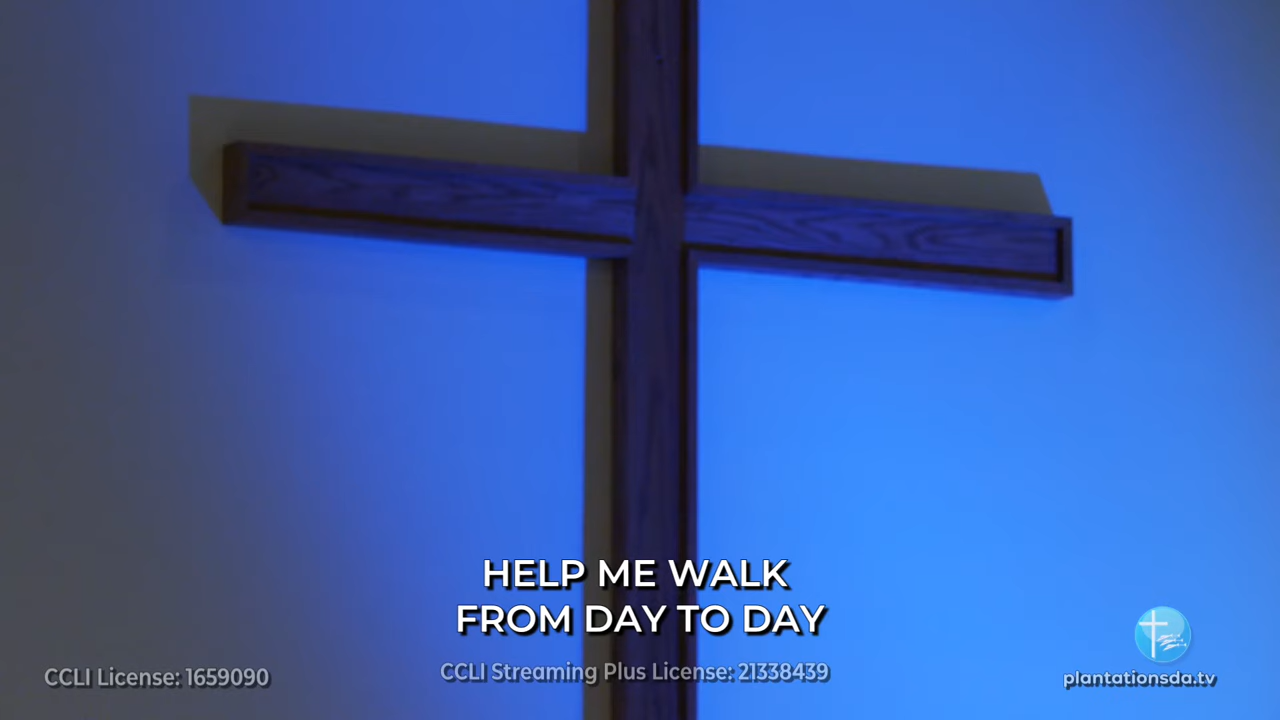 HELP ME WALK
FROM DAY TO DAY
CCLI License: 1659090
CCLI Streaming Plus License: 21338439
plantationsda.tv